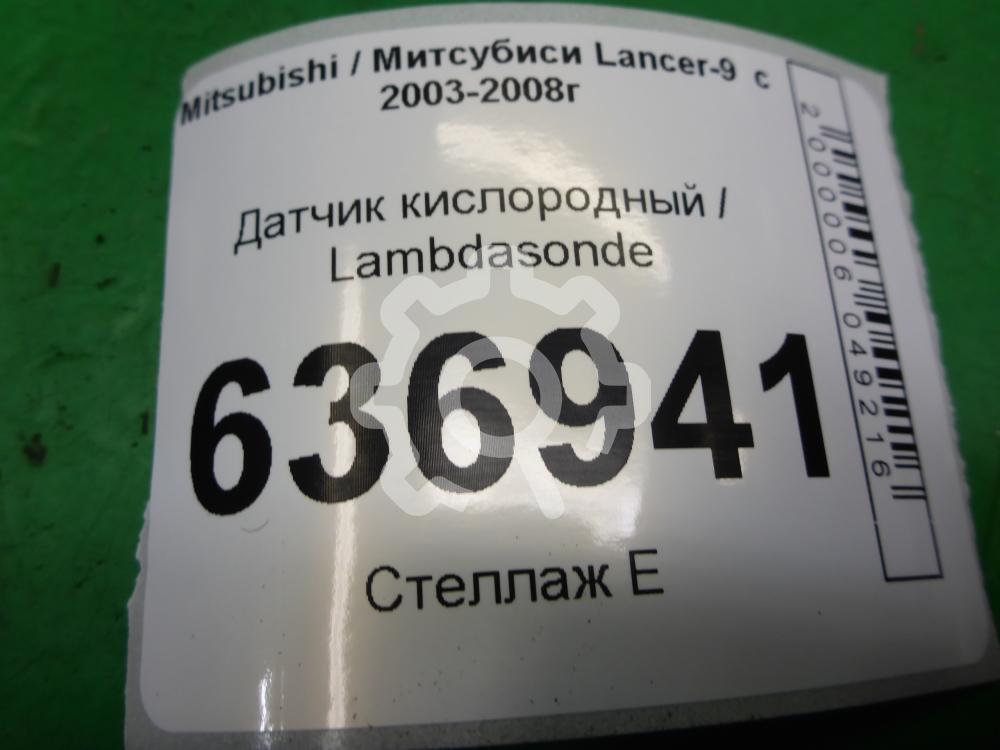 Mitsubishi / Митсубиси Lancer-9 с
2003-2008г
Датчик кислородный /
Lambdasonde
636941
Стеллаж Е
2000006049216